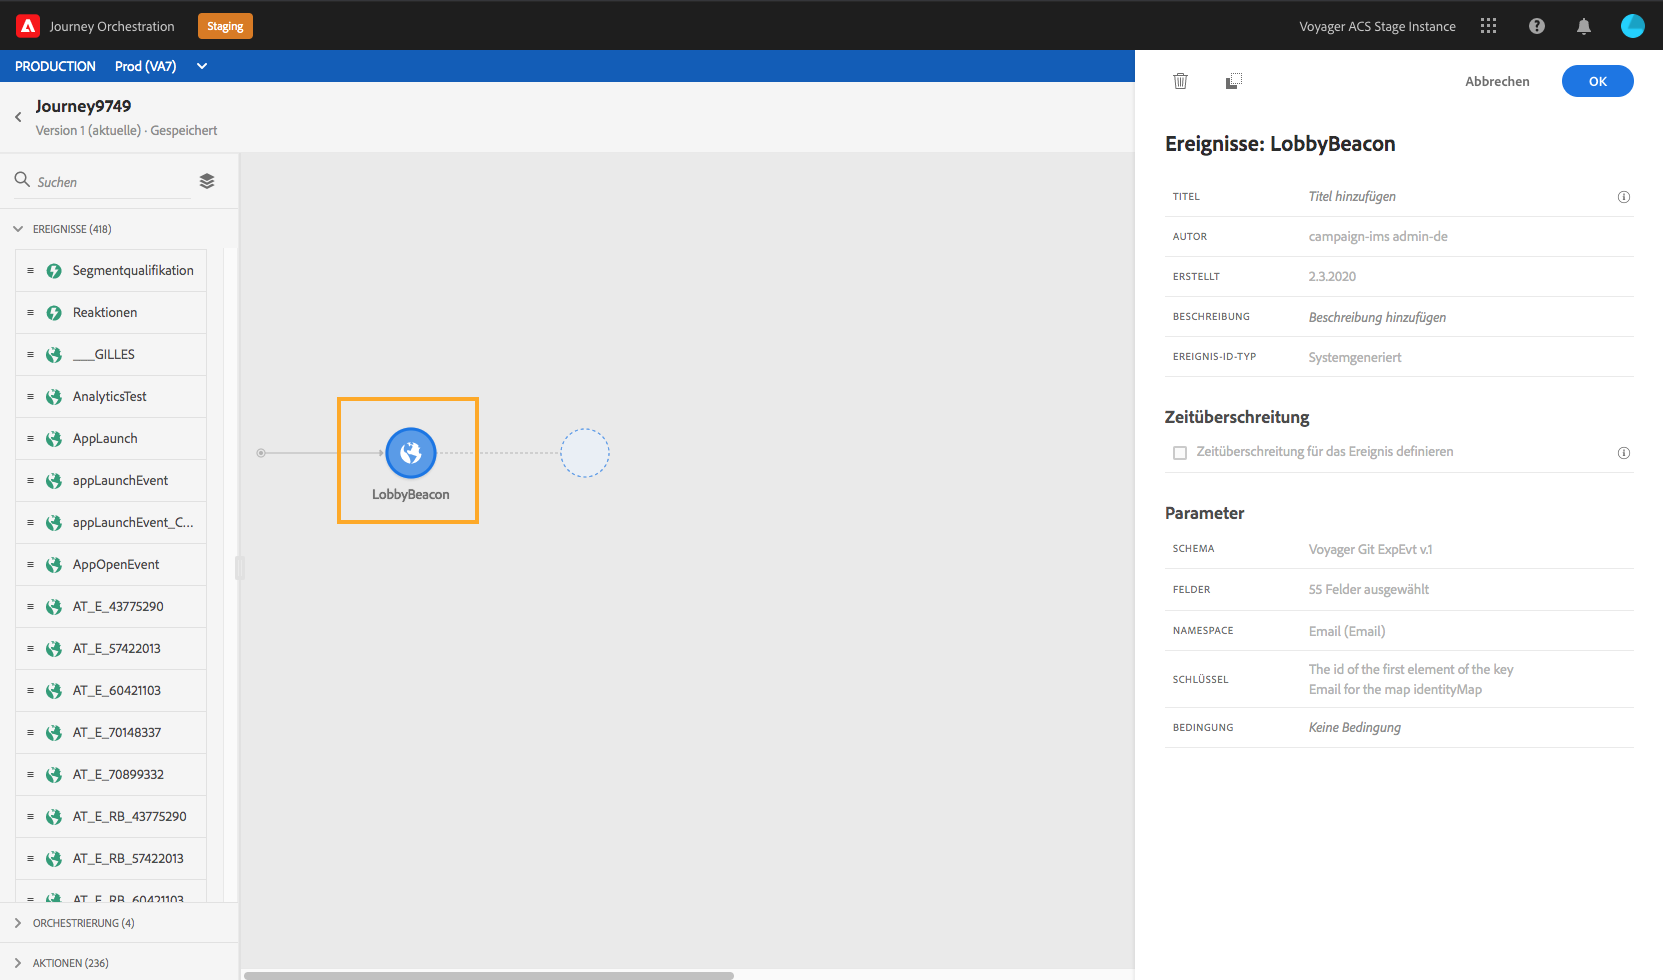 Journey Orchestration
Staging
Voyager ACS Stage Instance
PRODUCTION Prod (VA7)
Journey9749
Version 1 (aktuelle) · Gespeichert
Suchen
EREIGNISSE (418)
Segmentqualifikation
Reaktionen
___GILLES
AnalyticsTest
AppLaunch
appLaunchEvent
appLaunchEvent_C...
AppOpenEvent
AT_E_43775290
AT_E_57422013
AT_E_60421103
AT_E_70148337
AT_E_70899332
AT_E_RB_43775290
AT_E_RB_57422013
AT_E_RB_60421103
ORCHESTRIERUNG (4)
AKTIONEN (236)
LobbyBeacon
Abbrechen
OK
Ereignisse: LobbyBeacon
TITEL Titel hinzufügen
AUTOR campaign-ims admin-de
ERSTELLT 2.3.2020
BESCHREIBUNG Beschreibung hinzufügen
EREIGNIS-ID-TYP Systemgeneriert
Zeitüberschreitung
Zeitüberschreitung für das Ereignis definieren
Parameter
SCHEMA Voyager Git ExpEvt v.1
FELDER 55 Felder ausgewählt
NAMESPACE Email (Email)
SCHLÜSSEL The id of the first element of the key
Email for the map identityMap
BEDINGUNG Keine Bedingung